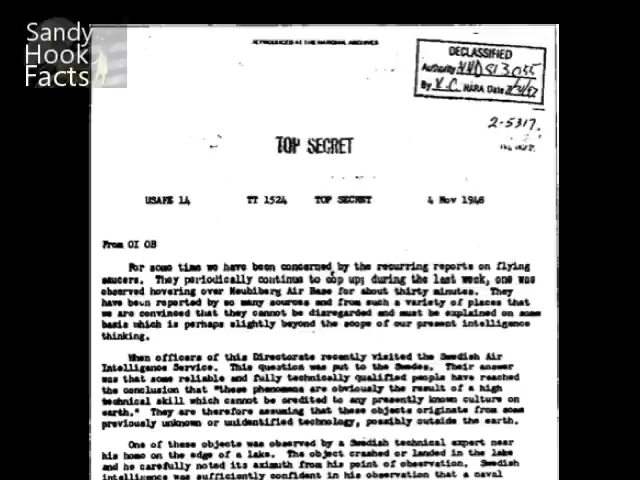 Sandy
Hook
Facts
REPRODUCED AT THE NATIONAL ARCHIVES
DECLASSIFIED
Authority NND 813055
By V.C. NARA Date
2-5317.
TOP SECRET
USAFE 14 TT 1524 TOP SECRET 4 Nov 1948
From OI OB
For some time we have been concerned by the recurring reports on flying
saucers. They periodically continue to cop up; during the last week, one was
observed hovering over Neubiberg Air Base for about thirty minutes. They
have been reported by so many sources and from such a variety of places that
we are convinced that they cannot be disregarded and must be explained on some
basis which is perhaps slightly beyond the scope of our present intelligence
thinking.
When officers of this Directorate recently visited the Swedish Air
Intelligence Service. This question was put to the Swedes. Their answer
was that some reliable and fully technically qualified people have reached
the conclusion that "these phenomena are obviously the result of a high
technical skill which cannot be credited to any presently known culture on
earth." They are therefore assuming that these objects originate from some
previously unknown or unidentified technology, possibly outside the earth.
One of these objects was observed by a Swedish technical expert near
his home on the edge of a lake. The object crashed or landed in the lake
and he carefully noted its azimuth from his point of observation. Swedish
intelligence was sufficiently confident in his observation that a naval